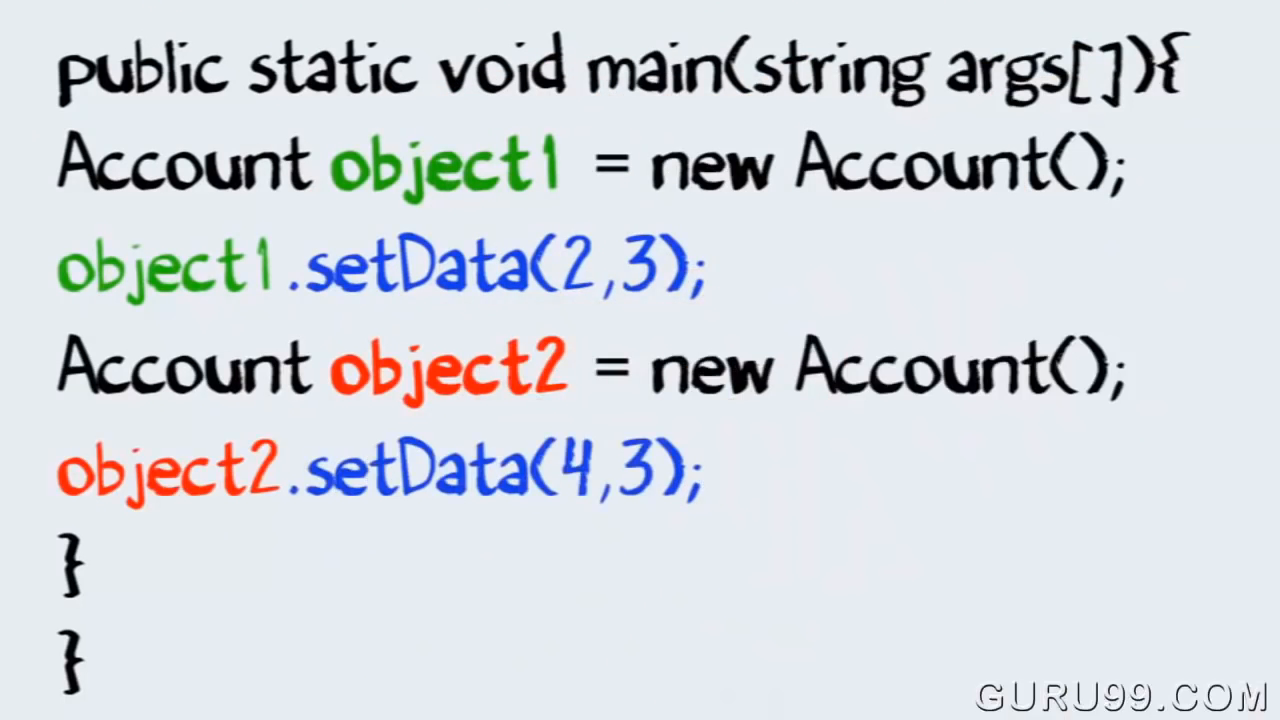 public static void main(string args[]){
Account object1 = new Account();
object1.setData(2,3);
Account object2 = new Account();
object2.setData(4,3);
}
}
GURU99.COM